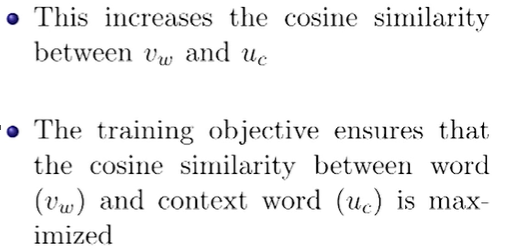 • This increases the cosine similarity
between v_w and u_c
• The training objective ensures that
the cosine similarity between word
(v_w) and context word (u_c) is max-
imized